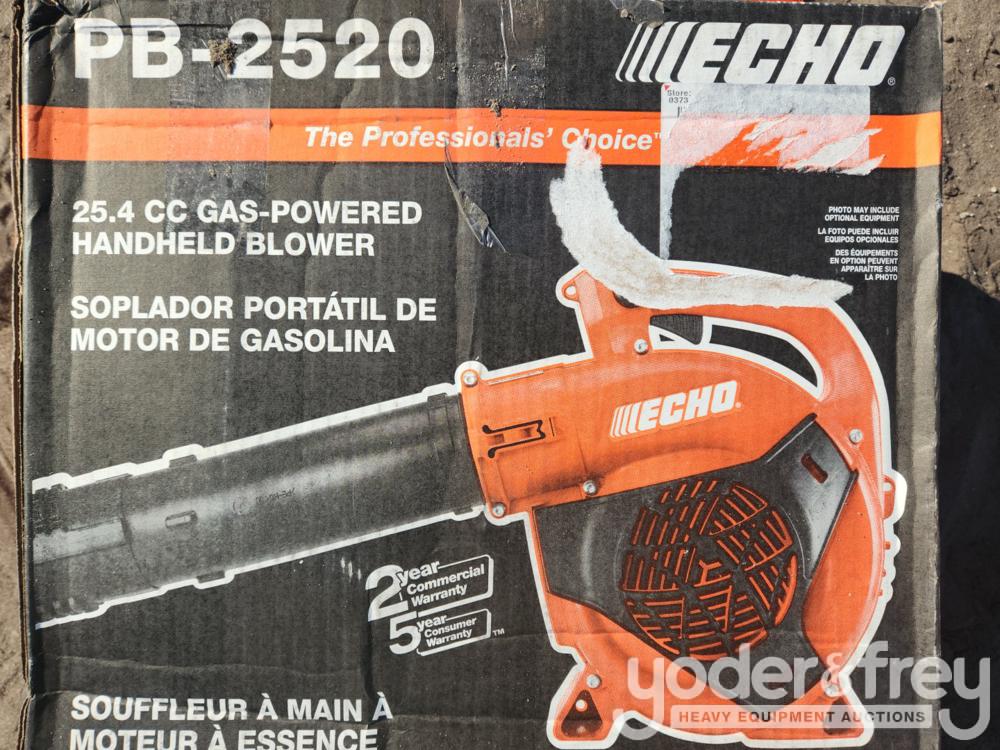 PB-2520
ECHO®
Store:
0373
The Professionals' Choice™
25.4 CC GAS-POWERED
HANDHELD BLOWER
PHOTO MAY INCLUDE
OPTIONAL EQUIPMENT
LA FOTO PUEDE INCLUIR
EQUIPOS OPCIONALES
DES ÉQUIPEMENTS
EN OPTION PEUVENT
APPARAÎTRE SUR
LA PHOTO
SOPLADOR PORTÁTIL DE
MOTOR DE GASOLINA
ECHO®
2 year
Commercial
Warranty
5 year
Consumer
Warranty ™
SOUFFLEUR À MAIN À
MOTEUR À ESSENCE
yoder&frey
HEAVY EQUIPMENT AUCTIONS